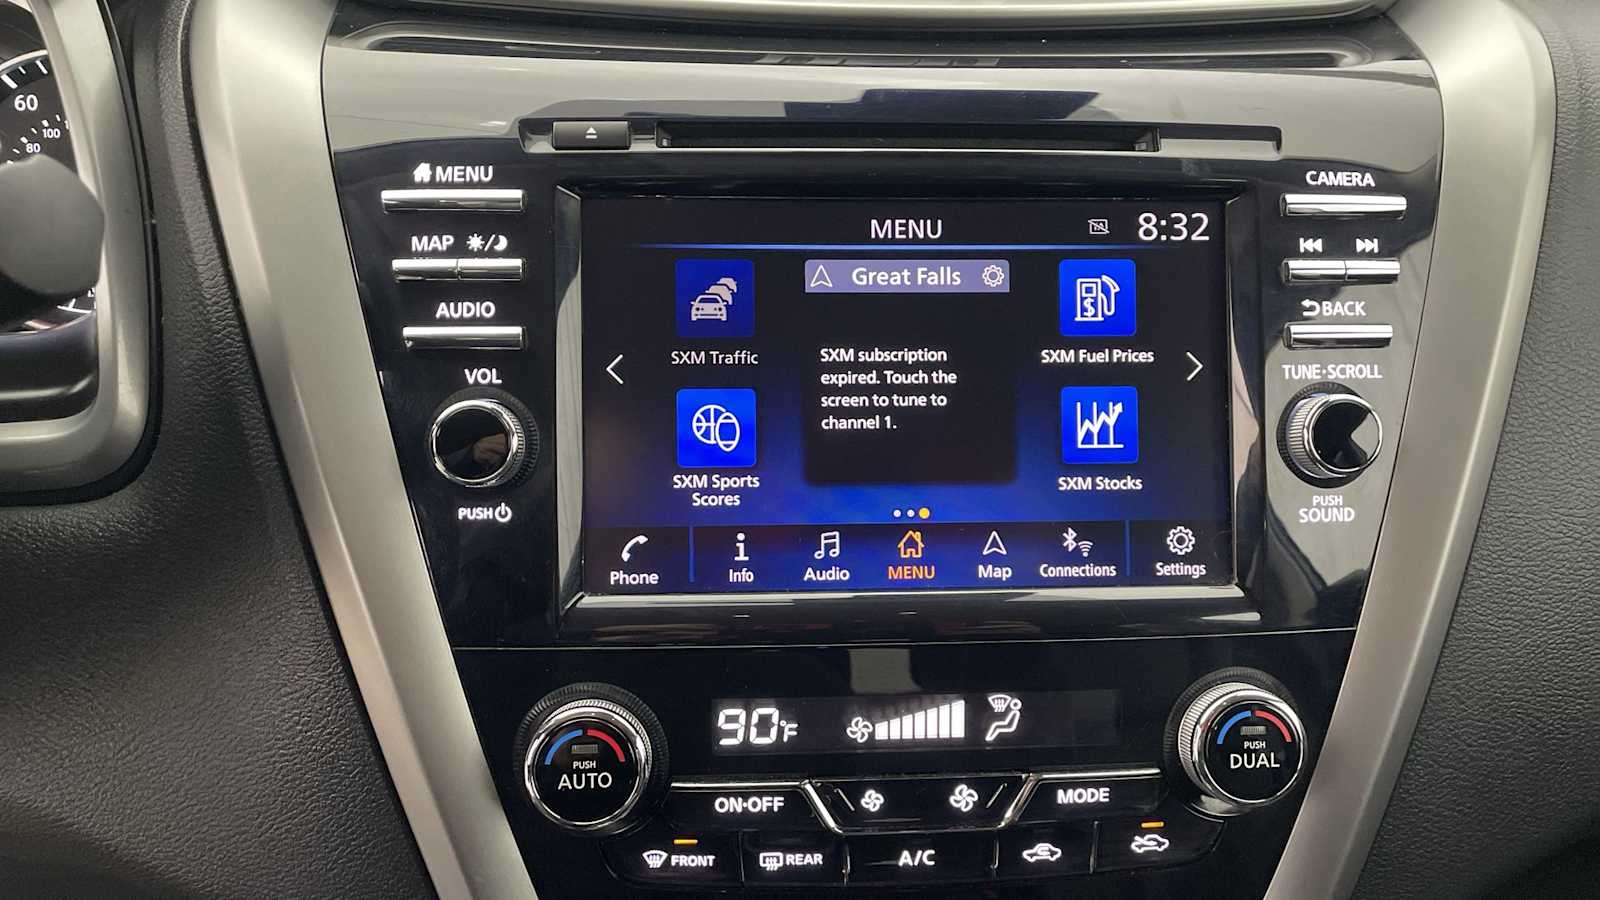 60
100
80
MENU
MAP
AUDIO
VOL
PUSH
MENU
8:32
Great Falls
SXM Traffic
SXM subscription
expired. Touch the
screen to tune to
channel 1.
SXM Fuel Prices
SXM Sports
Scores
SXM Stocks
Phone
Info
Audio
MENU
Map
Connections
Settings
CAMERA
BACK
TUNE•SCROLL
PUSH
SOUND
90°F
PUSH
AUTO
PUSH
DUAL
ON•OFF
MODE
FRONT
REAR
A/C